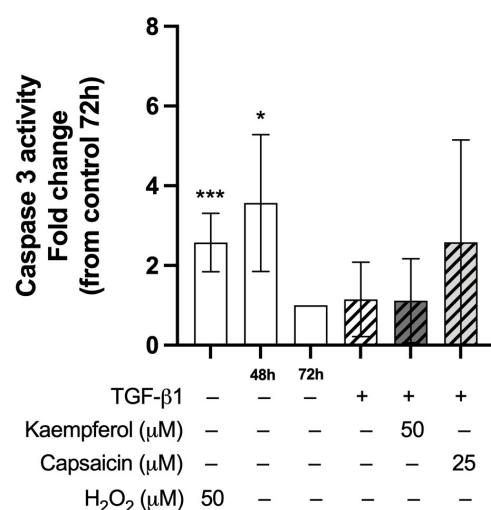 Caspase 3 activity
Fold change
(from control 72h)
8
6
4
2
0
***
*
48h 72h
TGF-β1 – – – + + +
Kaempferol (μM) – – – – 50 –
Capsaicin (μM) – – – – – 25
H₂O₂ (μM) 50 – – – – –